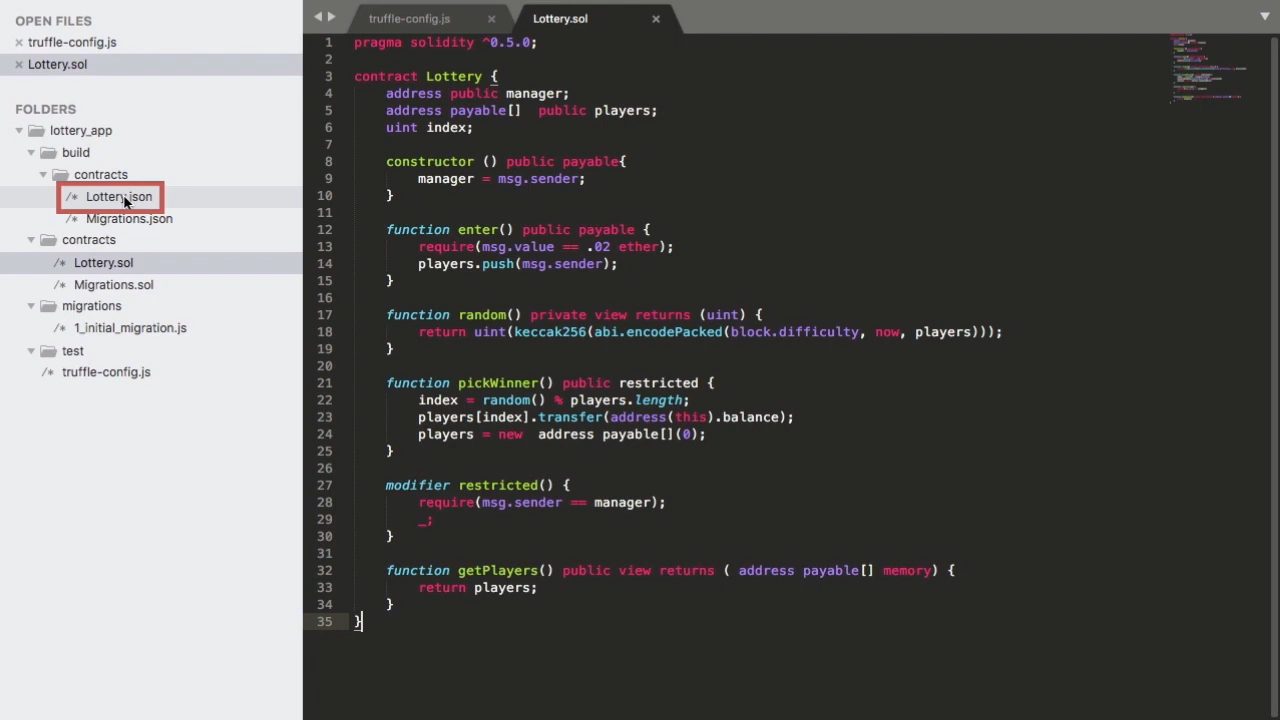 OPEN FILES
× truffle-config.js
× Lottery.sol
FOLDERS
lottery_app
build
contracts
/* Lottery.json
/* Migrations.json
contracts
/* Lottery.sol
/* Migrations.sol
migrations
/* 1_initial_migration.js
test
/* truffle-config.js
truffle-config.js ×
Lottery.sol ×
1 pragma solidity ^0.5.0;
2
3 contract Lottery {
4 address public manager;
5 address payable[]  public players;
6 uint index;
7
8 constructor () public payable{
9 manager = msg.sender;
10 }
11
12 function enter() public payable {
13 require(msg.value == .02 ether);
14 players.push(msg.sender);
15 }
16
17 function random() private view returns (uint) {
18 return uint(keccak256(abi.encodePacked(block.difficulty, now, players)));
19 }
20
21 function pickWinner() public restricted {
22 index = random() % players.length;
23 players[index].transfer(address(this).balance);
24 players = new  address payable[](0);
25 }
26
27 modifier restricted() {
28 require(msg.sender == manager);
29 _;
30 }
31
32 function getPlayers() public view returns ( address payable[] memory) {
33 return players;
34 }
35 }